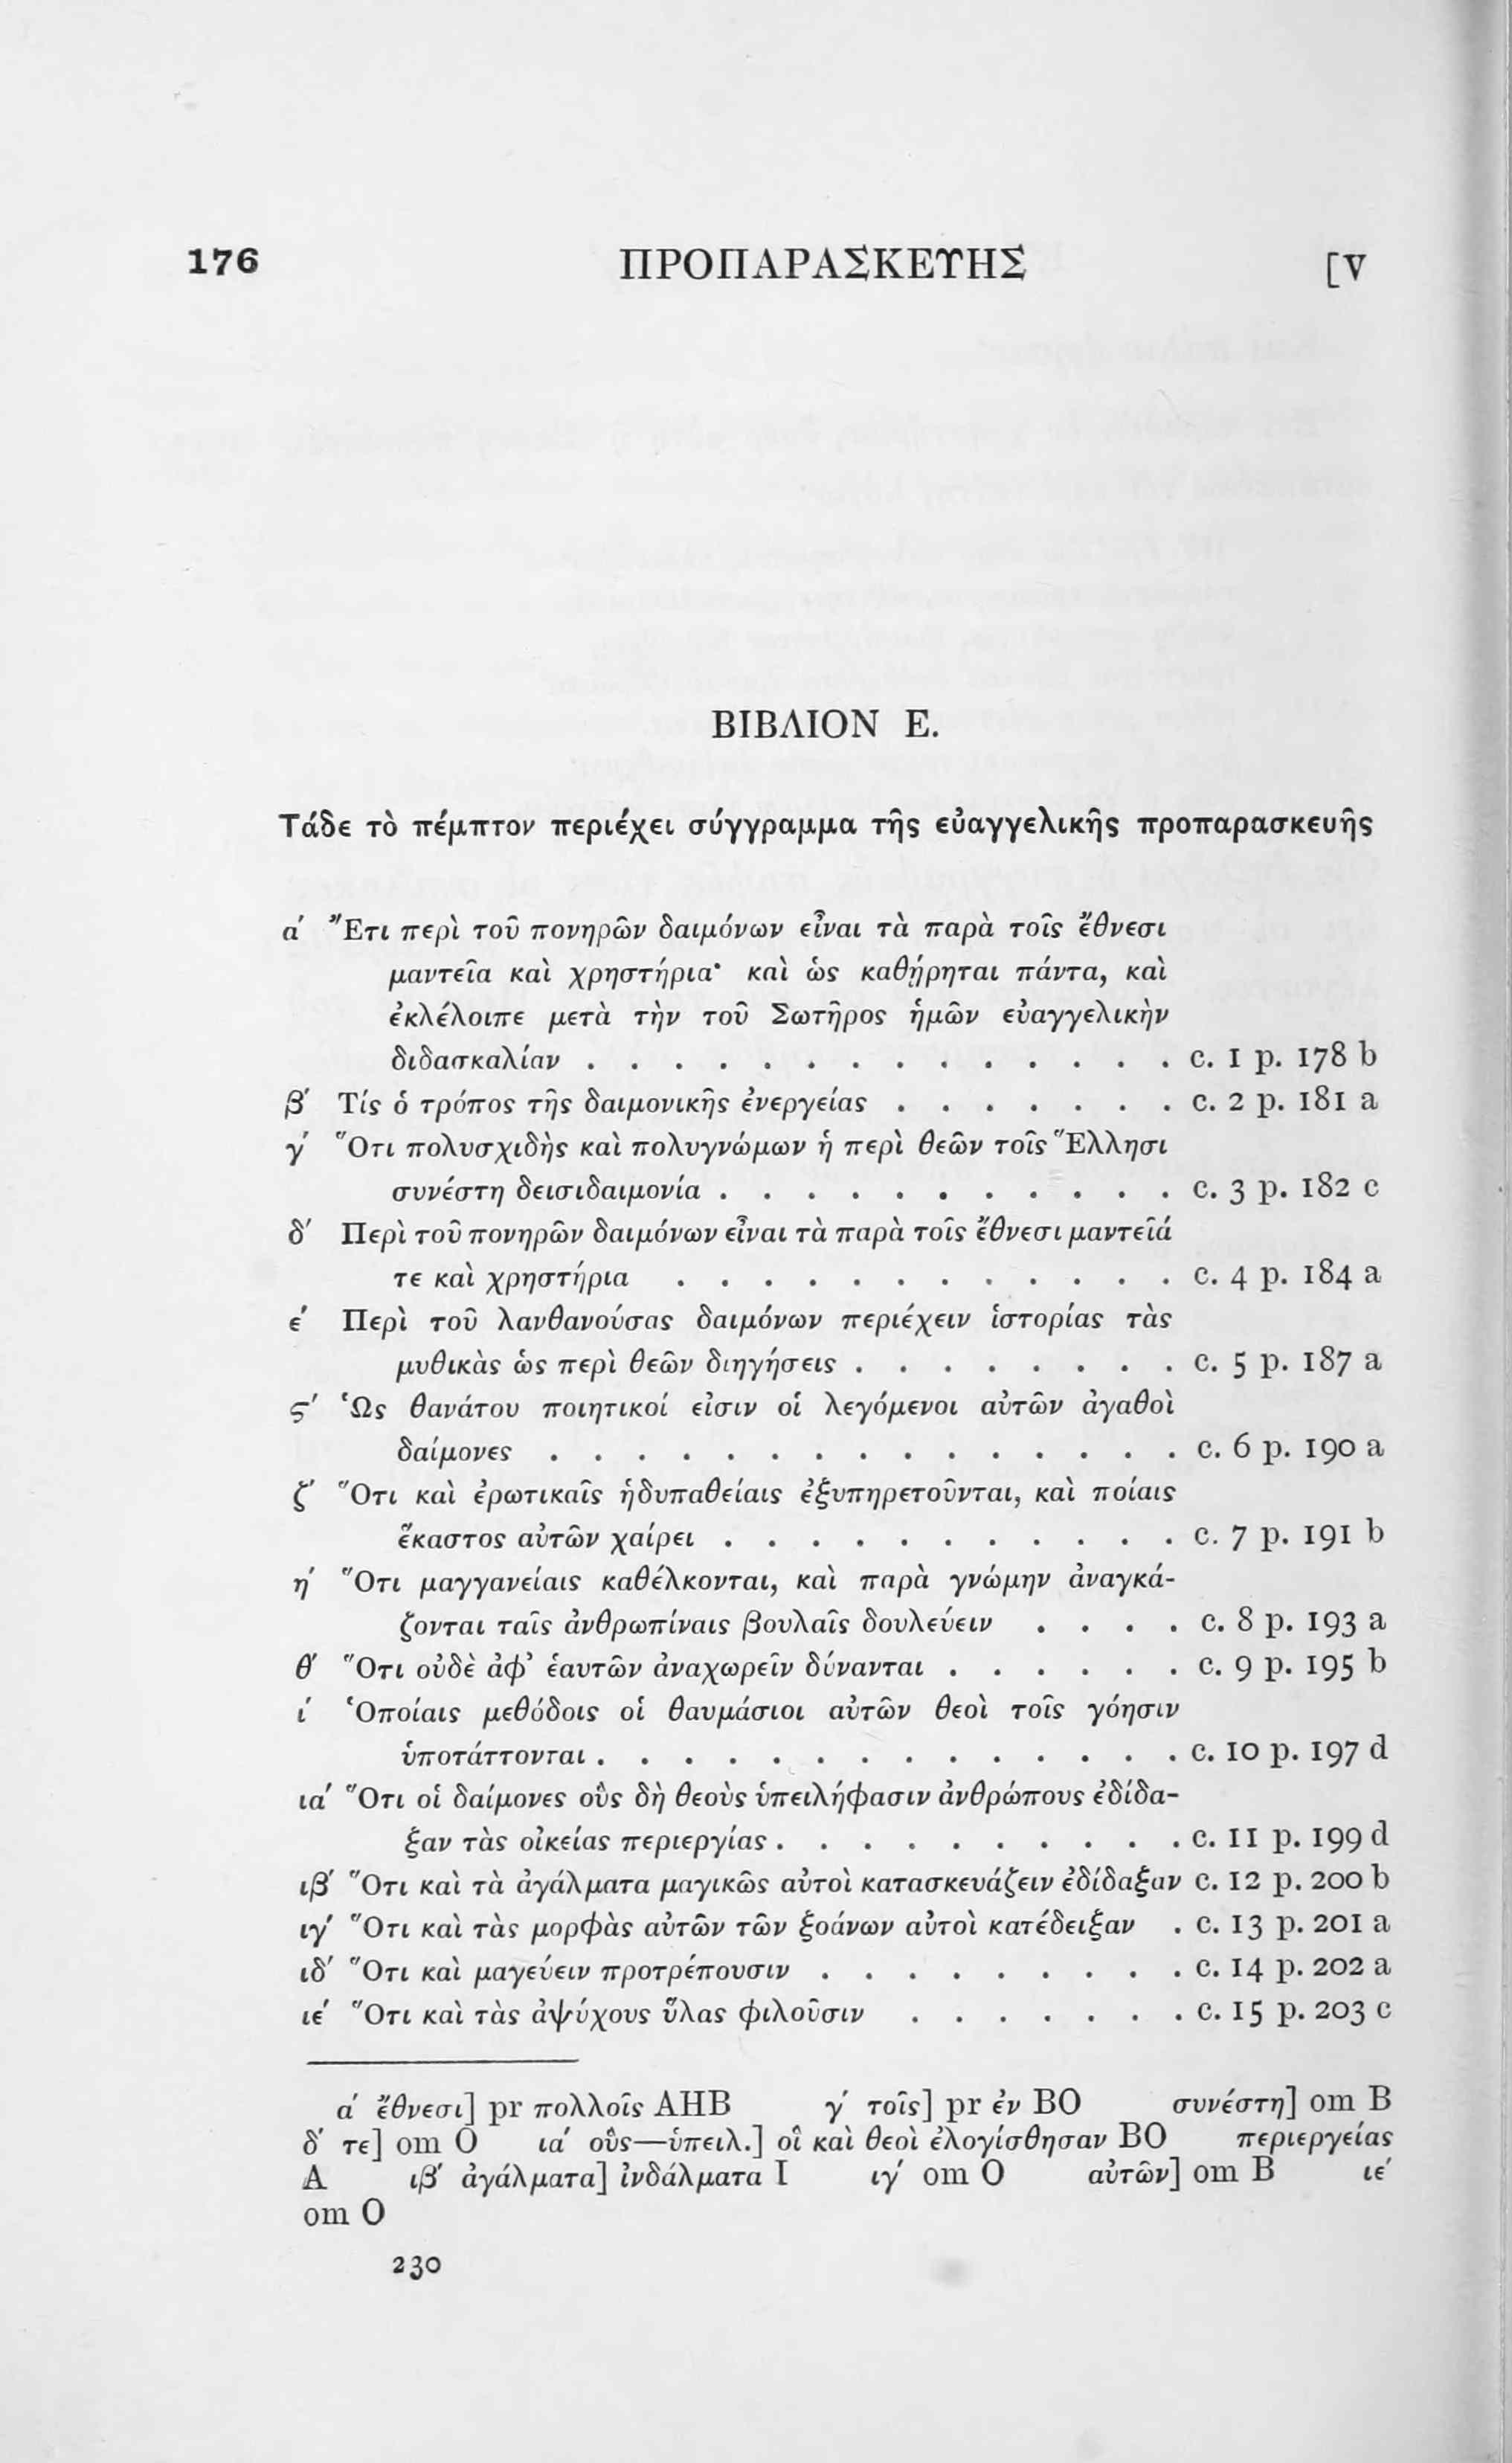 176 ΠΡΟΠΑΡΑΣΚΕΥΗΣ [V
ΒΙΒΛΙΟΝ Ε.
Τάδε τὸ πέμπτον περιέχει σύγγραμμα τῆς εὐαγγελικῆς προπαρασκευῆς
α′ Ἔτι περὶ τοῦ πονηρῶν δαιμόνων εἶναι τὰ παρὰ τοῖς ἔθνεσι
μαντεῖα καὶ χρηστήρια· καὶ ὡς καθῄρηται πάντα, καὶ
ἐκλέλοιπε μετὰ τὴν τοῦ Σωτῆρος ἡμῶν εὐαγγελικὴν
διδασκαλίαν . . . . . . . . . . . . . . c. 1 p. 178 b
β′ Τίς ὁ τρόπος τῆς δαιμονικῆς ἐνεργείας . . . . . . . c. 2 p. 181 a
γ′ Ὅτι πολυσχιδὴς καὶ πολυγνώμων ἡ περὶ θεῶν τοῖς Ἕλλησι
συνέστη δεισιδαιμονία . . . . . . . . . . . c. 3 p. 182 c
δ′ Περὶ τοῦ πονηρῶν δαιμόνων εἶναι τὰ παρὰ τοῖς ἔθνεσι μαντεῖά
τε καὶ χρηστήρια . . . . . . . . . . . . c. 4 p. 184 a
ε′ Περὶ τοῦ λανθανούσας δαιμόνων περιέχειν ἱστορίας τὰς
μυθικὰς ὡς περὶ θεῶν διηγήσεις . . . . . . . . c. 5 p. 187 a
ς′ Ὡς θανάτου ποιητικοί εἰσιν οἱ λεγόμενοι αὐτῶν ἀγαθοὶ
δαίμονες . . . . . . . . . . . . . . . c. 6 p. 190 a
ζ′ Ὅτι καὶ ἐρωτικαῖς ἡδυπαθείαις ἐξυπηρετοῦνται, καὶ ποίαις
ἕκαστος αὐτῶν χαίρει . . . . . . . . . . . c. 7 p. 191 b
η′ Ὅτι μαγγανείαις καθέλκονται, καὶ παρὰ γνώμην ἀναγκά-
ζονται ταῖς ἀνθρωπίναις βουλαῖς δουλεύειν . . . . c. 8 p. 193 a
θ′ Ὅτι οὐδὲ ἀφ’ ἑαυτῶν ἀναχωρεῖν δύνανται . . . . . . c. 9 p. 195 b
ι′ Ὁποίαις μεθόδοις οἱ θαυμάσιοι αὐτῶν θεοὶ τοῖς γόησιν
ὑποτάττονται . . . . . . . . . . . . . . c. 10 p. 197 d
ια′ Ὅτι οἱ δαίμονες οὓς δὴ θεοὺς ὑπειλήφασιν ἀνθρώπους ἐδίδα-
ξαν τὰς οἰκείας περιεργίας . . . . . . . . . . c. 11 p. 199 d
ιβ′ Ὅτι καὶ τὰ ἀγάλματα μαγικῶς αὐτοὶ κατασκευάζειν ἐδίδαξαν c. 12 p. 200 b
ιγ′ Ὅτι καὶ τὰς μορφὰς αὐτῶν τῶν ξοάνων αὐτοὶ κατέδειξαν . c. 13 p. 201 a
ιδ′ Ὅτι καὶ μαγεύειν προτρέπουσιν . . . . . . . . . c. 14 p. 202 a
ιε′ Ὅτι καὶ τὰς ἀψύχους ὕλας φιλοῦσιν . . . . . . . c. 15 p. 203 c
α′ ἔθνεσι] pr πολλοῖς AHB γ′ τοῖς] pr ἐν BO συνέστη] om B
δ′ τε] om O ια′ οὓς—ὑπειλ.] οἳ καὶ θεοὶ ἐλογίσθησαν BO περιεργείας
A ιβ′ ἀγάλματα] ἰνδάλματα I ιγ′ om O αὐτῶν] om B ιε′
om O
230